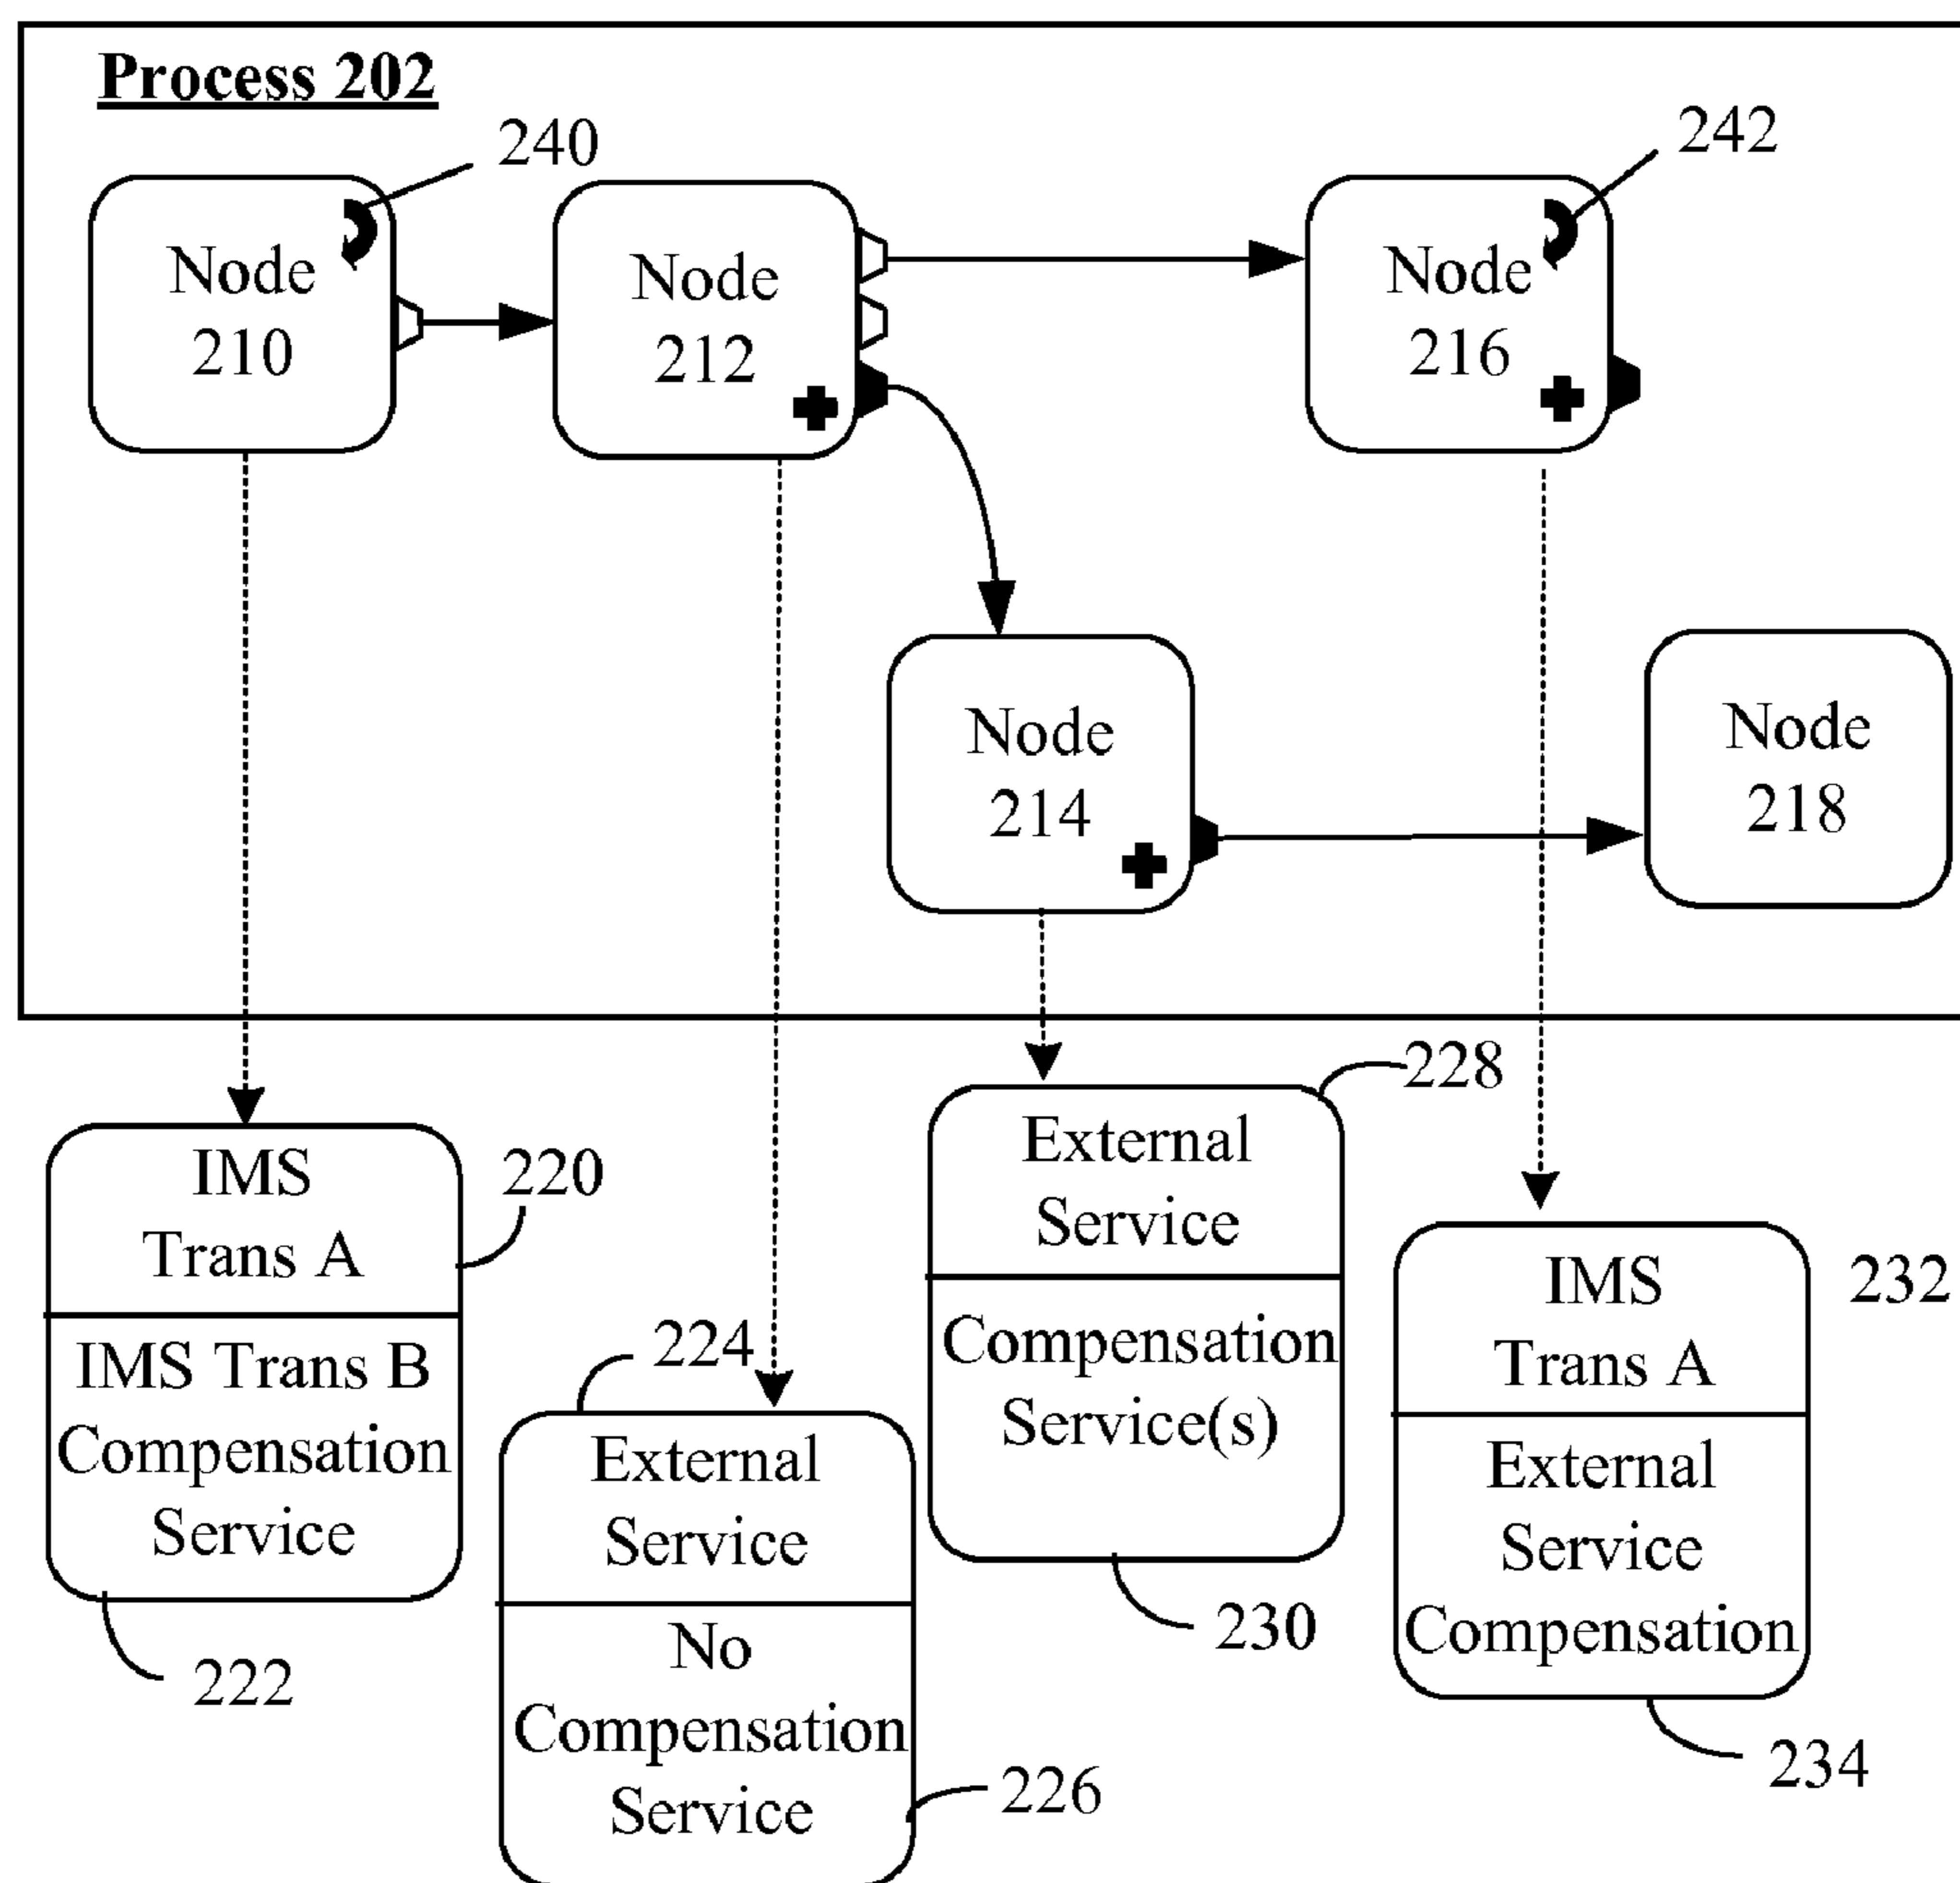 Process 202
240
242
Node
210
Node
212
Node
216
Node
214
Node
218
228
IMS
Trans A
220
IMS Trans B
Compensation
Service
222
224
External
Service
No
Compensation
Service
226
External
Service
Compensation
Service(s)
230
232
IMS
Trans A
External
Service
Compensation
234